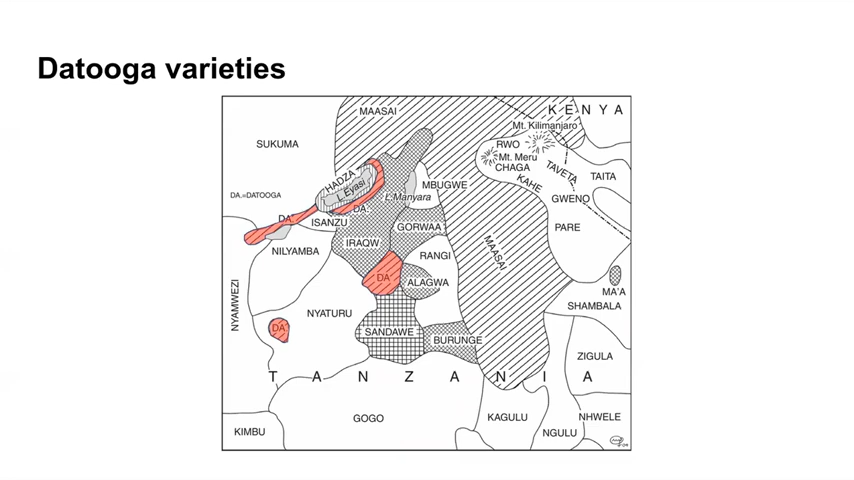 Datooga varieties
KENYA
MAASAI
Mt. Kilimanjaro
SUKUMA
RWO
Mt. Meru
CHAGA
TAVETA
TAITA
HADZA
L. Eyasi
KAHE
MBUGWE
DA.=DATOOGA
L. Manyara
GWENO
DA.
DA.
ISANZU
GORWAA
PARE
IRAQW
MAASAI
NILYAMBA
RANGI
DA
ALAGWA
MA'A
NYAMWEZI
NYATURU
SHAMBALA
DA.
SANDAWE
BURUNGE
ZIGULA
TANZANIA
GOGO
KAGULU
NHWELE
KIMBU
NGULU